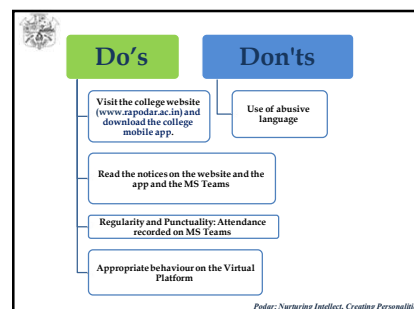 Do's
Visit the college website
(www.rapodar.ac.in) and
download the college
mobile app.
Read the notices on the website and the
app and the MS Teams
Regularity and Punctuality: Attendance
recorded on MS Teams
Appropriate behaviour on the Virtual
Platform
Don'ts
Use of abusive
language
Podar: Nurturing Intellect, Creating Personalitie